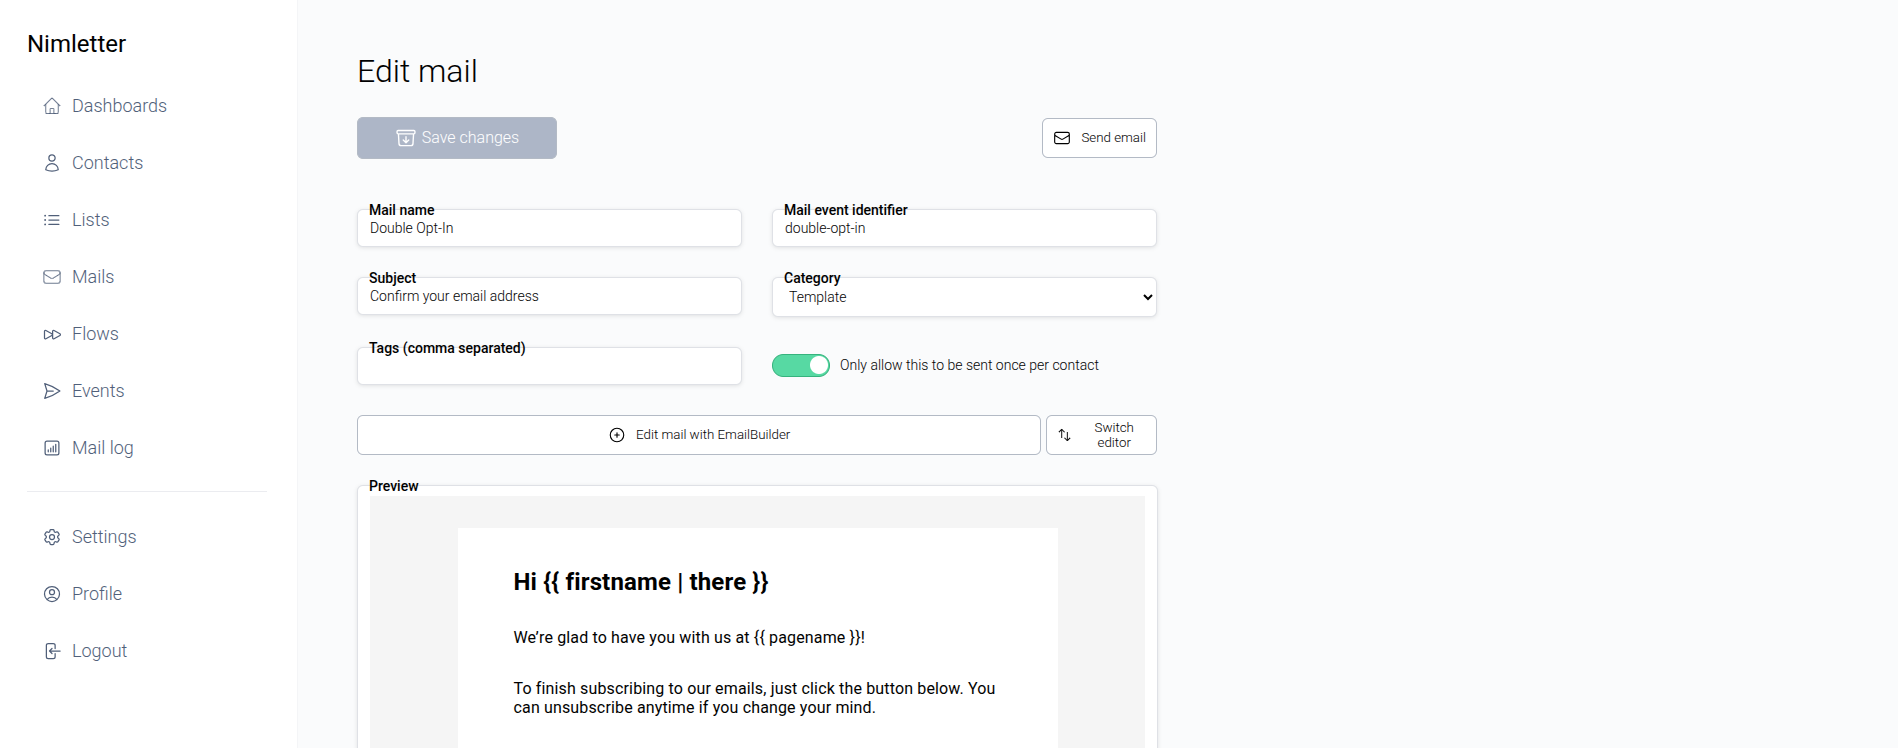 Nimletter
Dashboards
Contacts
Lists
Mails
Flows
Events
Mail log
Settings
Profile
Logout
Edit mail
Save changes
Send email
Mail name
Double Opt-In
Mail event identifier
double-opt-in
Subject
Confirm your email address
Category
Template
Tags (comma separated)
Only allow this to be sent once per contact
Edit mail with EmailBuilder
Switch
editor
Preview
Hi {{ firstname | there }}
We’re glad to have you with us at {{ pagename }}!
To finish subscribing to our emails, just click the button below. You
can unsubscribe anytime if you change your mind.